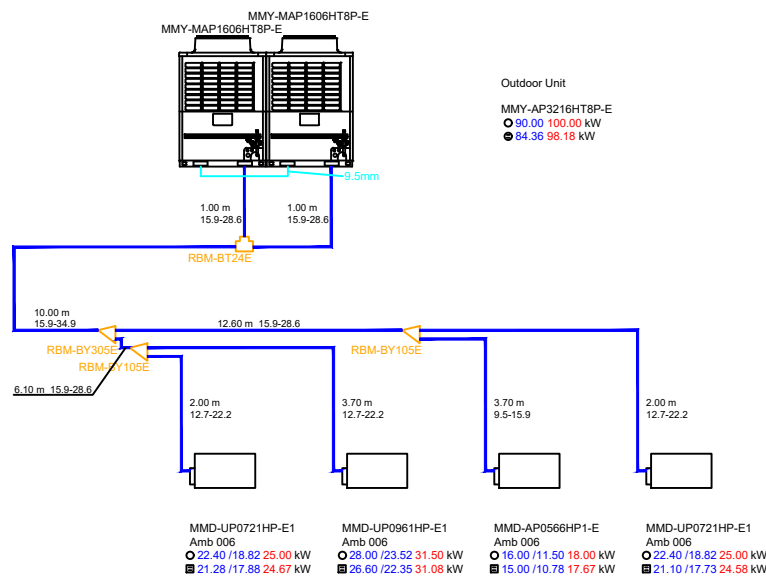 MMY-MAP1606HT8P-E
MMY-MAP1606HT8P-E
Outdoor Unit
MMY-AP3216HT8P-E
90.00 100.00 kW
84.36 98.18 kW
9.5mm
1.00 m
15.9-28.6
1.00 m
15.9-28.6
RBM-BT24E
10.00 m
15.9-34.9
12.60 m 15.9-28.6
RBM-BY305E
RBM-BY105E
RBM-BY105E
6.10 m 15.9-28.6
2.00 m
12.7-22.2
3.70 m
12.7-22.2
3.70 m
9.5-15.9
2.00 m
12.7-22.2
MMD-UP0721HP-E1
Amb 006
22.40 /18.82 25.00 kW
21.28 /17.88 24.67 kW
MMD-UP0961HP-E1
Amb 006
28.00 /23.52 31.50 kW
26.60 /22.35 31.08 kW
MMD-AP0566HP1-E
Amb 006
16.00 /11.50 18.00 kW
15.00 /10.78 17.67 kW
MMD-UP0721HP-E1
Amb 006
22.40 /18.82 25.00 kW
21.10 /17.73 24.58 kW